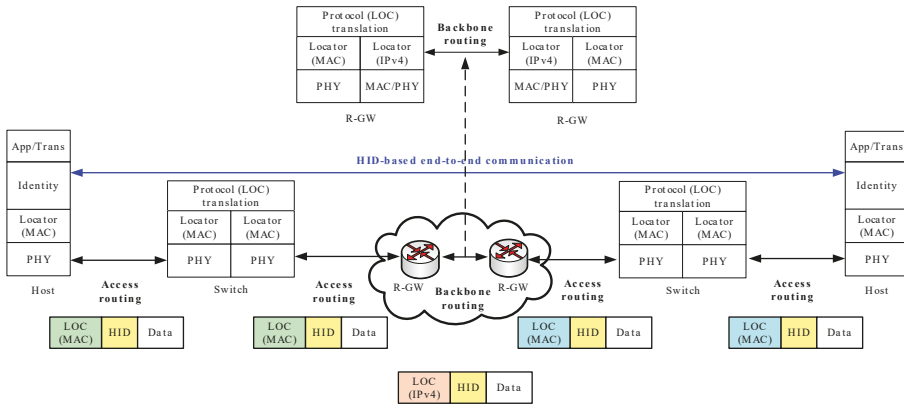 Protocol (LOC)
translation
Locator
(MAC)
Locator
(IPv4)
PHY
MAC/PHY
R-GW
Backbone
routing
Protocol (LOC)
translation
Locator
(IPv4)
Locator
(MAC)
MAC/PHY
PHY
R-GW
App/Trans
Identity
Locator
(MAC)
PHY
Host
HID-based end-to-end communication
App/Trans
Identity
Locator
(MAC)
PHY
Host
Protocol (LOC)
translation
Locator
(MAC)
Locator
(MAC)
PHY
PHY
Switch
Protocol (LOC)
translation
Locator
(MAC)
Locator
(MAC)
PHY
PHY
Switch
R-GW
R-GW
Backbone
routing
Access
routing
Access
routing
Access
routing
Access
routing
LOC
(MAC)
HID
Data
LOC
(MAC)
HID
Data
LOC
(MAC)
HID
Data
LOC
(MAC)
HID
Data
LOC
(IPv4)
HID
Data